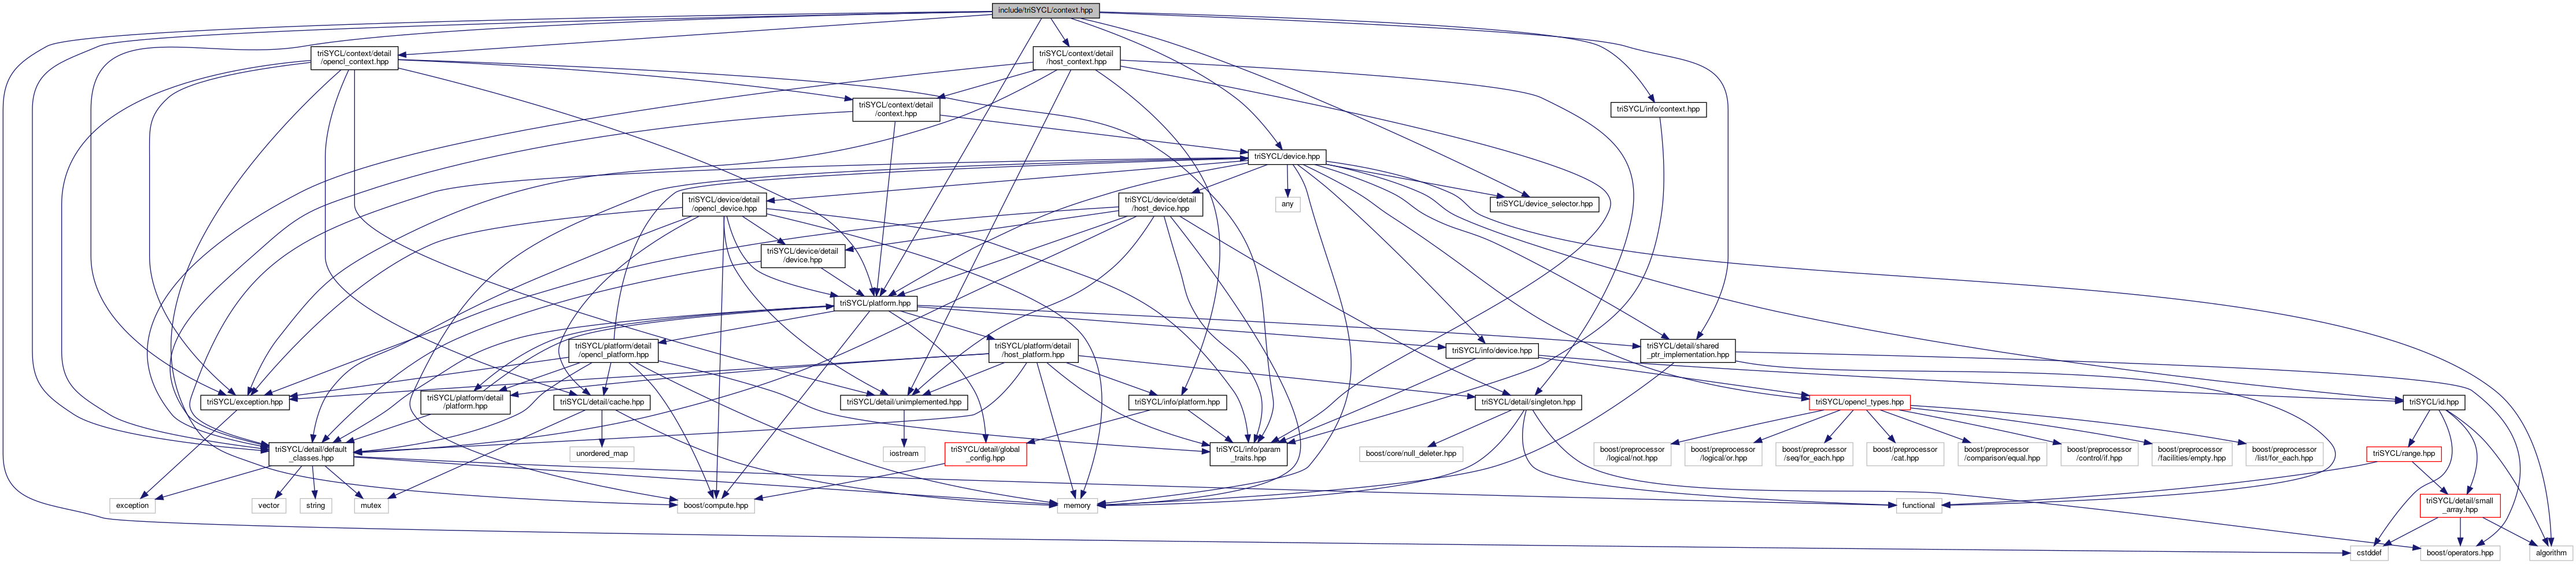 include/triSYCL/context.hpp
triSYCL/context/detail
/opencl_context.hpp
triSYCL/context/detail
/host_context.hpp
triSYCL/context/detail
/context.hpp
triSYCL/info/context.hpp
triSYCL/device.hpp
triSYCL/device/detail
/opencl_device.hpp
triSYCL/device/detail
/host_device.hpp
any
triSYCL/device_selector.hpp
triSYCL/device/detail
/device.hpp
triSYCL/platform.hpp
triSYCL/platform/detail
/opencl_platform.hpp
triSYCL/platform/detail
/host_platform.hpp
triSYCL/info/device.hpp
triSYCL/detail/shared
_ptr_implementation.hpp
triSYCL/exception.hpp
triSYCL/platform/detail
/platform.hpp
triSYCL/detail/cache.hpp
triSYCL/detail/unimplemented.hpp
triSYCL/info/platform.hpp
triSYCL/detail/singleton.hpp
triSYCL/opencl_types.hpp
triSYCL/id.hpp
triSYCL/detail/default
_classes.hpp
unordered_map
iostream
triSYCL/detail/global
_config.hpp
triSYCL/info/param
_traits.hpp
boost/core/null_deleter.hpp
boost/preprocessor
/logical/not.hpp
boost/preprocessor
/logical/or.hpp
boost/preprocessor
/seq/for_each.hpp
boost/preprocessor
/cat.hpp
boost/preprocessor
/comparison/equal.hpp
boost/preprocessor
/control/if.hpp
boost/preprocessor
/facilities/empty.hpp
boost/preprocessor
/list/for_each.hpp
triSYCL/range.hpp
exception
vector
string
mutex
boost/compute.hpp
memory
functional
triSYCL/detail/small
_array.hpp
cstddef
boost/operators.hpp
algorithm